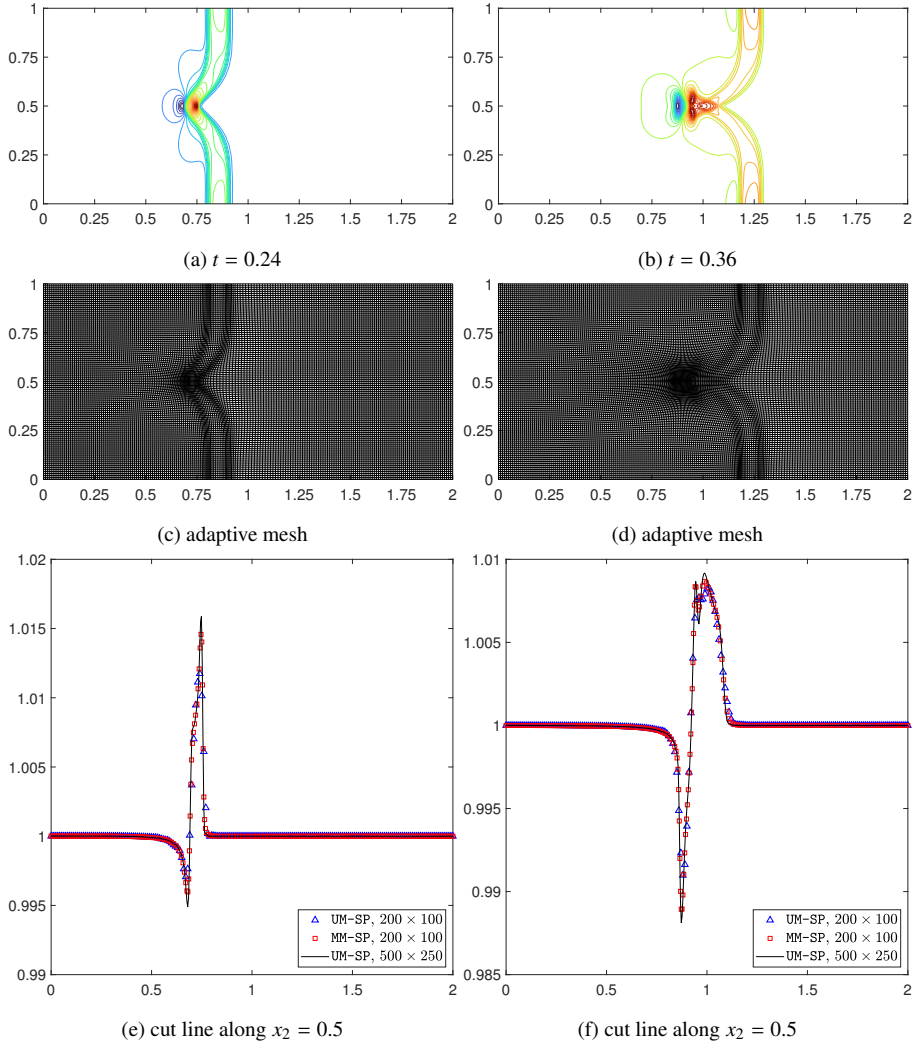 1
0.75
0.5
0.25
0
0 0.25 0.5 0.75 1 1.25 1.5 1.75 2
(a) t = 0.24
1
0.75
0.5
0.25
0
0 0.25 0.5 0.75 1 1.25 1.5 1.75 2
(b) t = 0.36
1
0.75
0.5
0.25
0
0 0.25 0.5 0.75 1 1.25 1.5 1.75 2
(c) adaptive mesh
1
0.75
0.5
0.25
0
0 0.25 0.5 0.75 1 1.25 1.5 1.75 2
(d) adaptive mesh
1.02
1.015
1.01
1.005
1
0.995
0.99
0 0.5 1 1.5 2
UM-SP, 200 × 100
MM-SP, 200 × 100
UM-SP, 500 × 250
(e) cut line along x₂ = 0.5
1.01
1.005
1
0.995
0.99
0.985
0 0.5 1 1.5 2
UM-SP, 200 × 100
MM-SP, 200 × 100
UM-SP, 500 × 250
(f) cut line along x₂ = 0.5